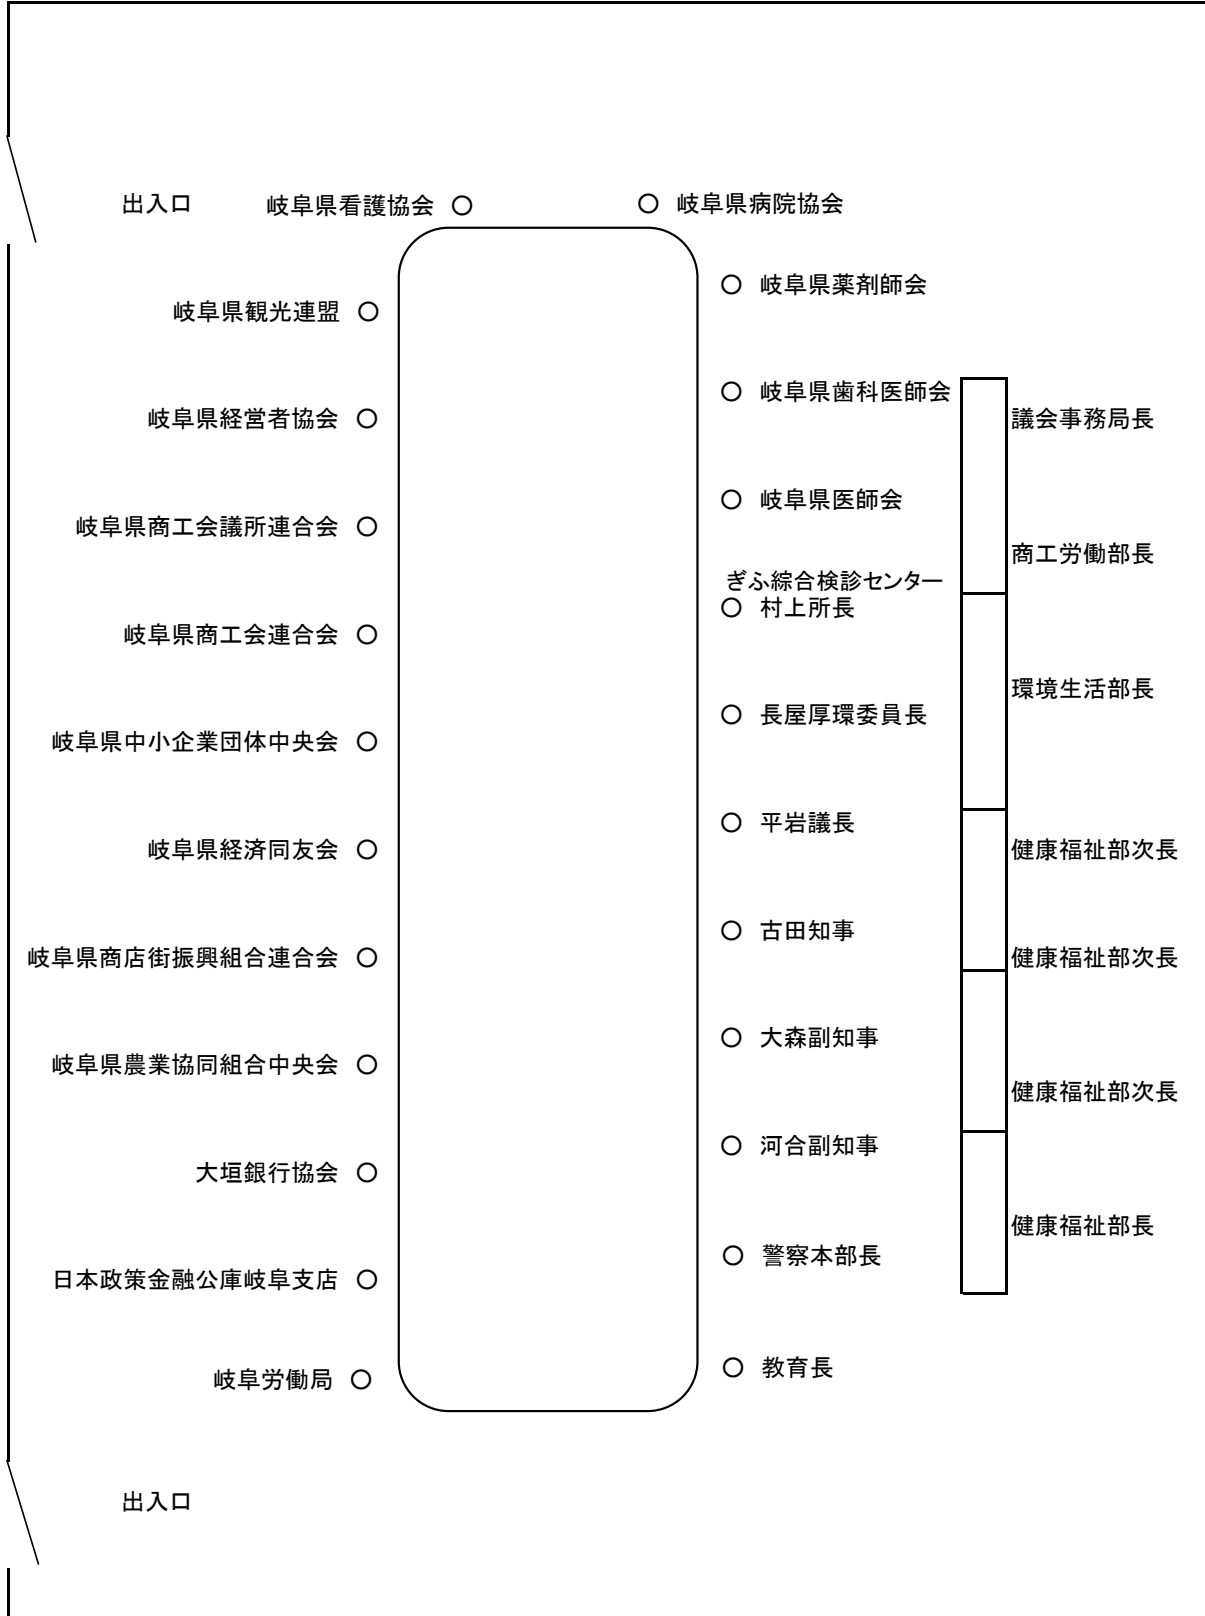 出入口
岐阜県看護協会 ○
○ 岐阜県病院協会
岐阜県観光連盟 ○
岐阜県経営者協会 ○
岐阜県商工会議所連合会 ○
岐阜県商工会連合会 ○
岐阜県中小企業団体中央会 ○
岐阜県経済同友会 ○
岐阜県商店街振興組合連合会 ○
岐阜県農業協同組合中央会 ○
大垣銀行協会 ○
日本政策金融公庫岐阜支店 ○
岐阜労働局 ○
○ 岐阜県薬剤師会
○ 岐阜県歯科医師会
○ 岐阜県医師会
ぎふ綜合検診センター
○ 村上所長
○ 長屋厚環委員長
○ 平岩議長
○ 古田知事
○ 大森副知事
○ 河合副知事
○ 警察本部長
○ 教育長
議会事務局長
商工労働部長
環境生活部長
健康福祉部次長
健康福祉部次長
健康福祉部次長
健康福祉部長
出入口